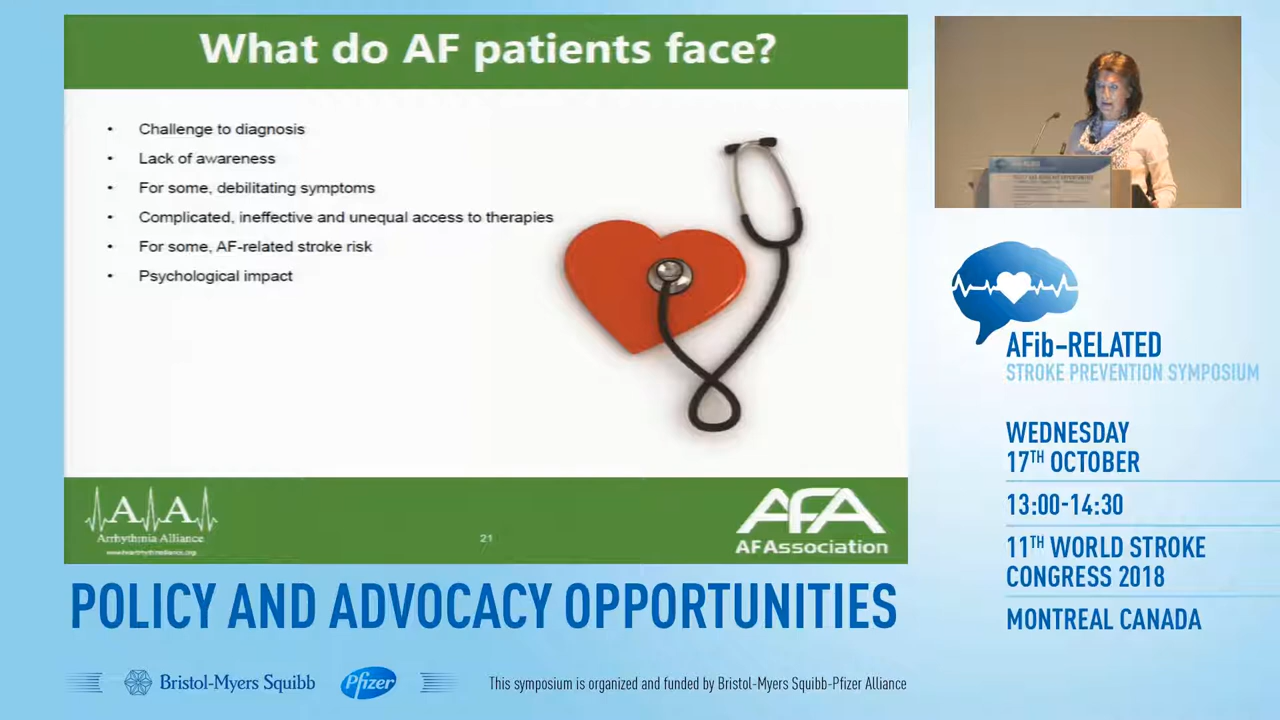 What do AF patients face?
• Challenge to diagnosis
• Lack of awareness
• For some, debilitating symptoms
• Complicated, ineffective and unequal access to therapies
• For some, AF-related stroke risk
• Psychological impact
AA
Arrhythmia Alliance
21
AFA
AFAssociation
POLICY AND ADVOCACY OPPORTUNITIES
Bristol-Myers Squibb
Pfizer
This symposium is organized and funded by Bristol-Myers Squibb-Pfizer Alliance
AFib-RELATED
STROKE PREVENTION SYMPOSIUM
WEDNESDAY
17TH OCTOBER
13:00-14:30
11TH WORLD STROKE
CONGRESS 2018
MONTREAL CANADA